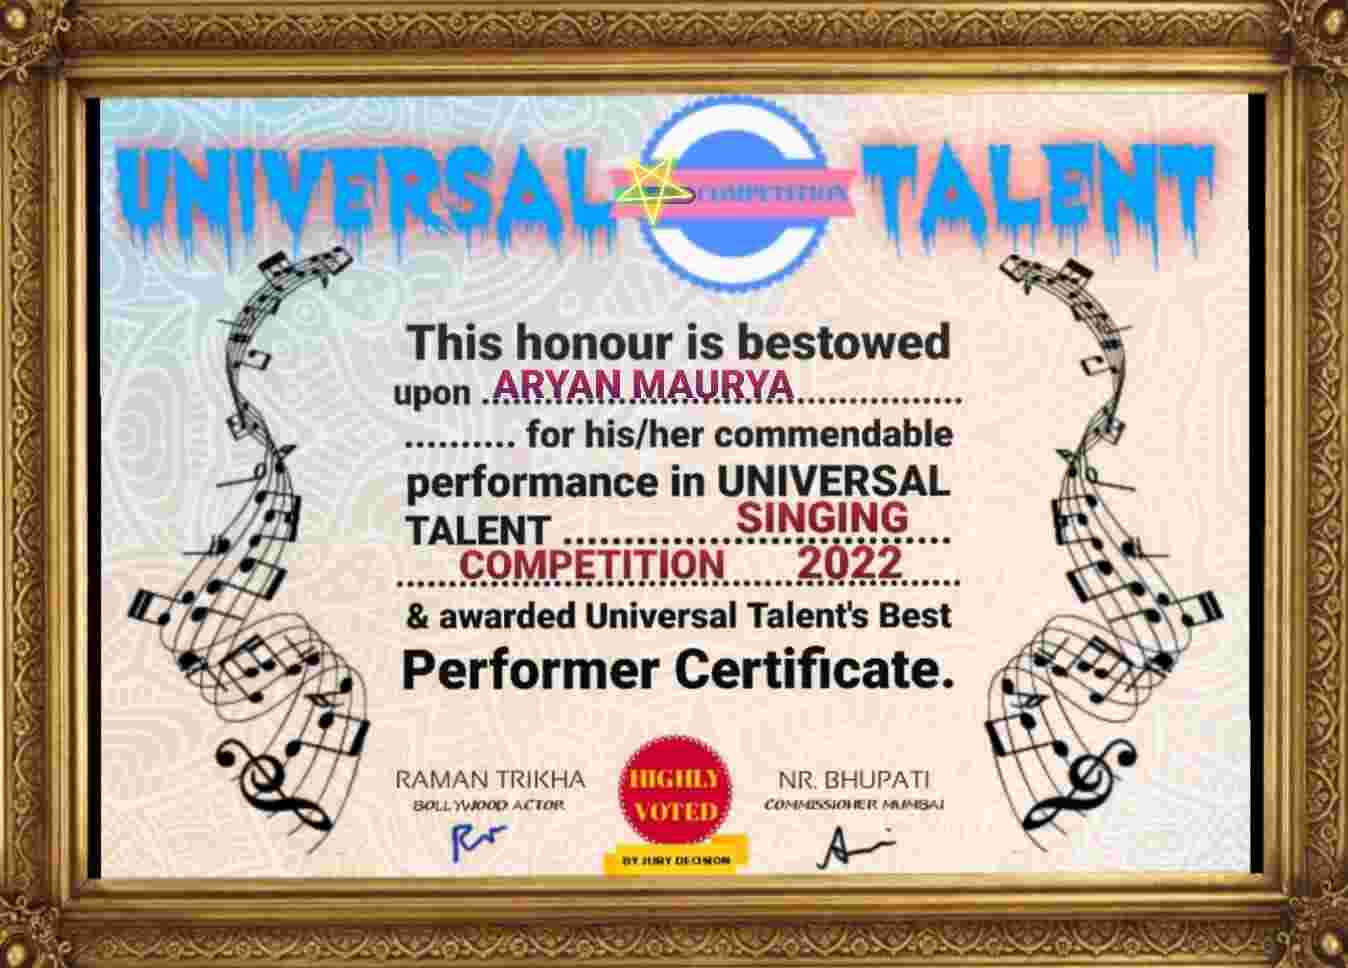 UNIVERSAL COMPETITION TALENT
This honour is bestowed
upon ARYAN MAURYA
.......... for his/her commendable
performance in UNIVERSAL
TALENT SINGING
COMPETITION 2022
& awarded Universal Talent's Best
Performer Certificate.
RAMAN TRIKHA
BOLLYWOOD ACTOR
HIGHLY
VOTED
BY JURY DECISION
NR. BHUPATI
COMMISSIONER MUMBAI